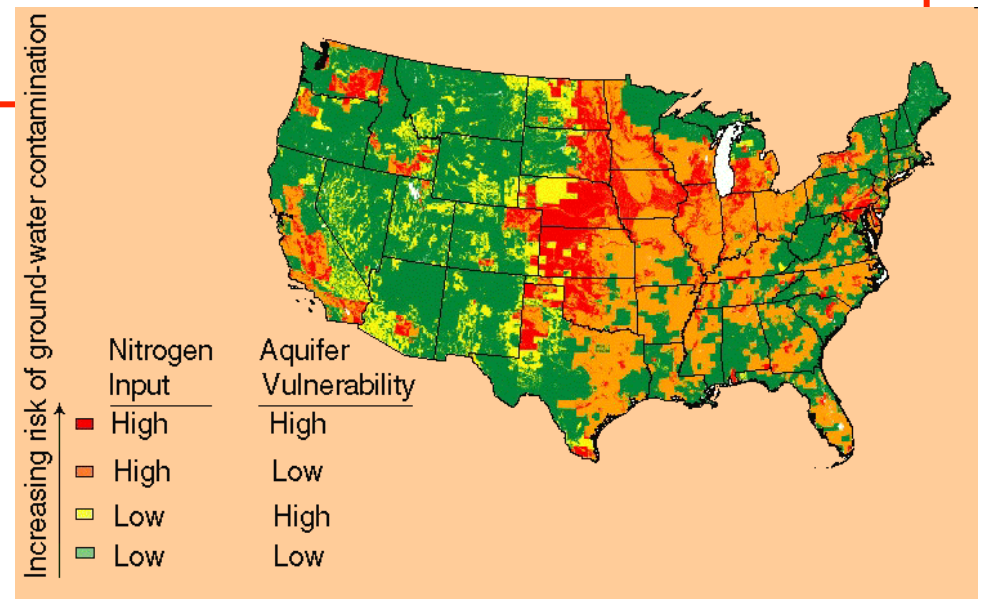 Increasing risk of ground-water contamination
Nitrogen Aquifer
Input Vulnerability
High High
High Low
Low High
Low Low